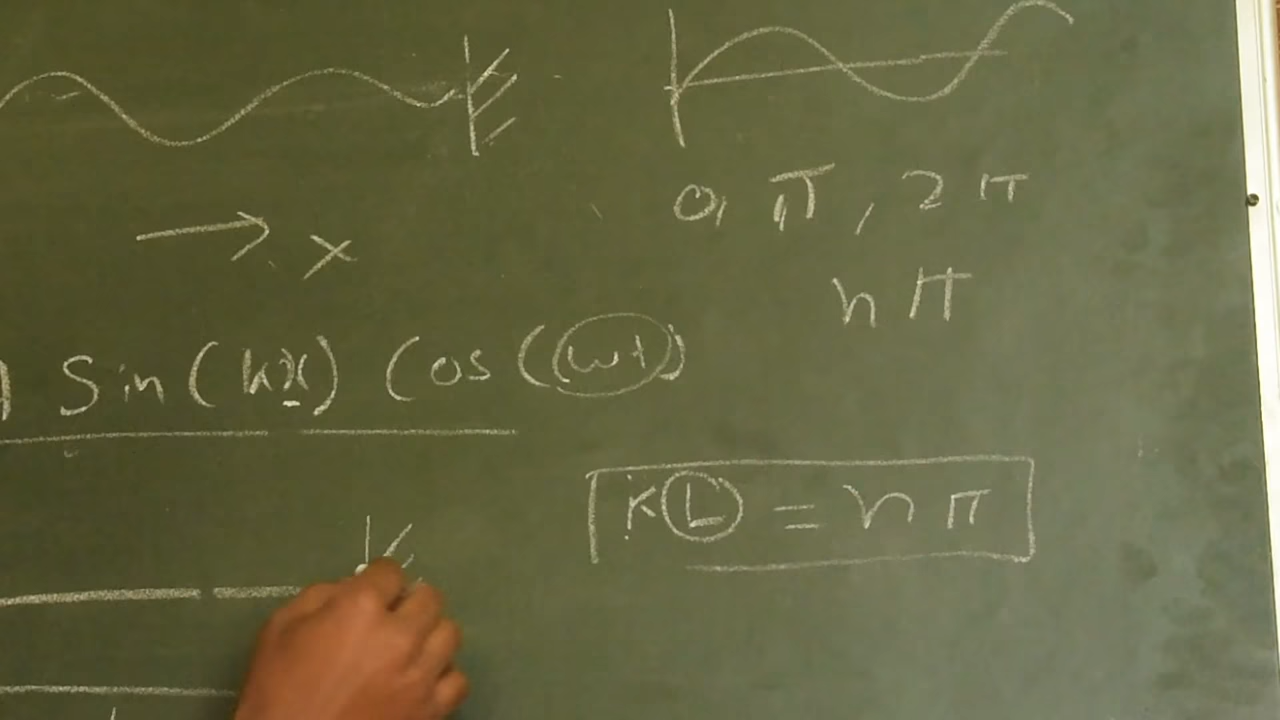 0, π, 2π
nπ
→ x
Sin(kx) Cos(ωt)
kL = nπ